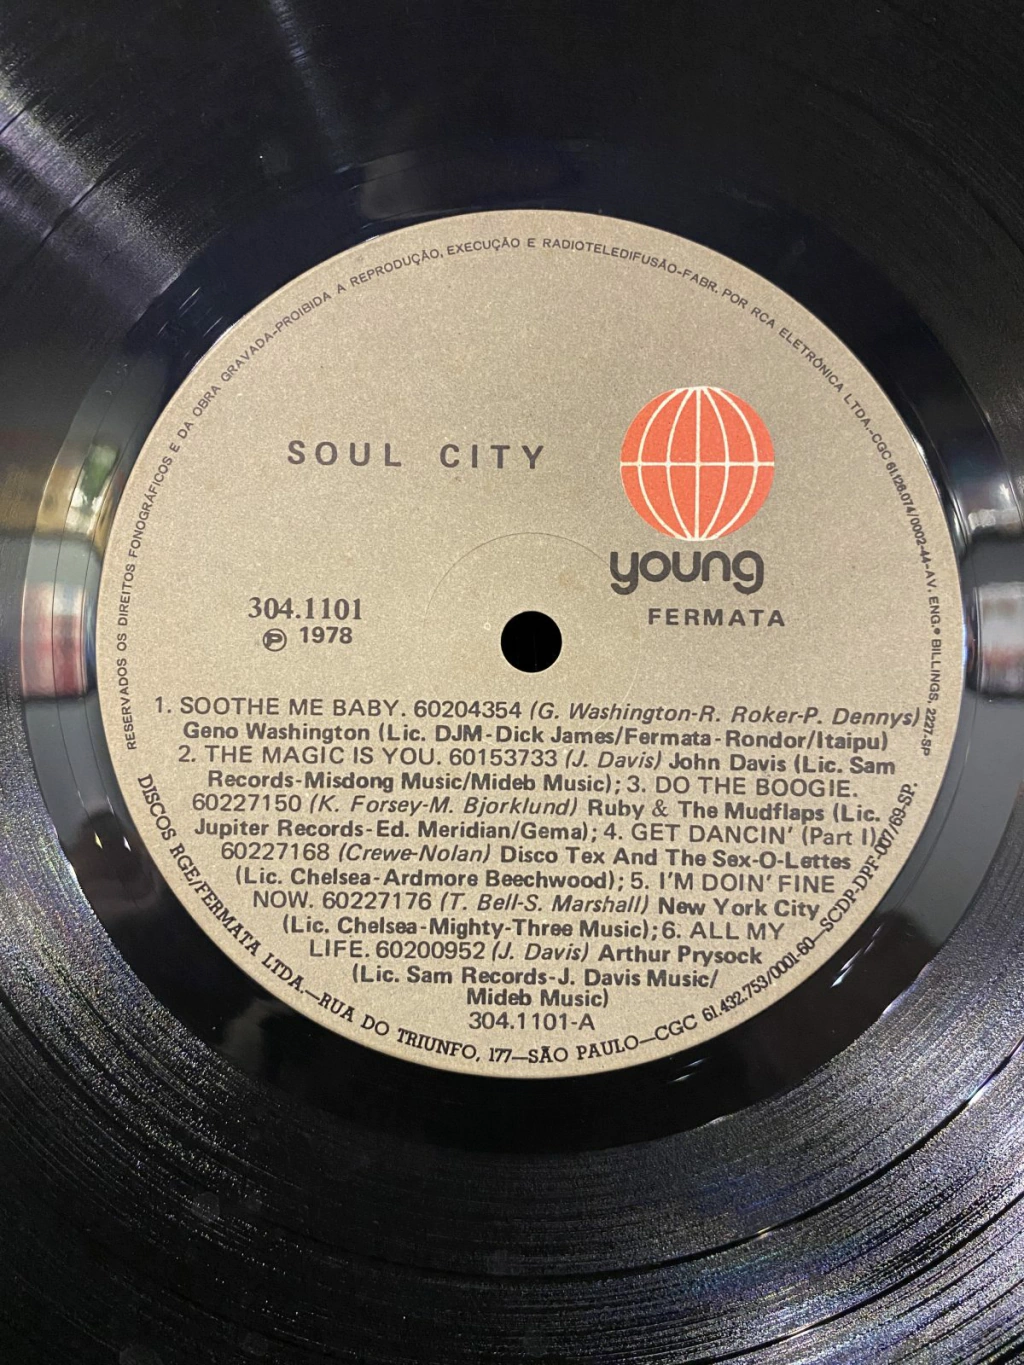 RESERVADOS OS DIREITOS FONOGRÁFICOS E DA OBRA GRAVADA-PROIBIDA A REPRODUÇÃO, EXECUÇÃO E RADIOTELEDIFUSÃO-FABR. POR RCA ELETRÔNICA LTDA.-CGC 61.128.074/0002-44-AV. ENG.º BILLINGS, 2227-SP
SOUL CITY
young
FERMATA
304.1101
℗ 1978
1. SOOTHE ME BABY. 60204354 (G. Washington-R. Roker-P. Dennys)
Geno Washington (Lic. DJM-Dick James/Fermata-Rondor/Itaipu)
2. THE MAGIC IS YOU. 60153733 (J. Davis) John Davis (Lic. Sam
Records-Misdong Music/Mideb Music); 3. DO THE BOOGIE.
60227150 (K. Forsey-M. Bjorklund) Ruby & The Mudflaps (Lic.
Jupiter Records-Ed. Meridian/Gema); 4. GET DANCIN' (Part I)
60227168 (Crewe-Nolan) Disco Tex And The Sex-O-Lettes
(Lic. Chelsea-Ardmore Beechwood); 5. I'M DOIN' FINE
NOW. 60227176 (T. Bell-S. Marshall) New York City
(Lic. Chelsea-Mighty-Three Music); 6. ALL MY
LIFE. 60200952 (J. Davis) Arthur Prysock
(Lic. Sam Records-J. Davis Music/
Mideb Music)
304.1101-A
DISCOS RGE/FERMATA LTDA.—RUA DO TRIUNFO, 177—SÃO PAULO—CGC 61.432.753/0001-60—SCDP-DPF-007/69-SP.